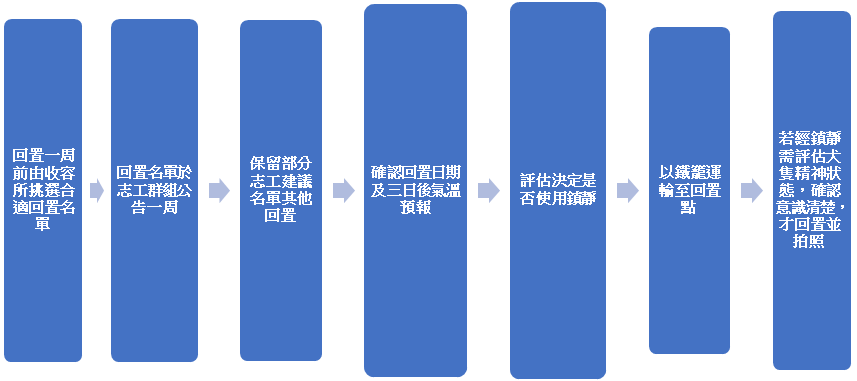 回置一周
前由收容
所挑選合
適回置名
單
回置名單於
志工群組公
告一周
保留部分
志工建議
名單其他
回置
確認回置日期
及三日後氣溫
預報
評估決定是
否使用鎮靜
以鐵籠運
輸至回置
點
若經鎮靜
需評估犬
隻精神狀
態，確認
意識清楚，
才回置並
拍照